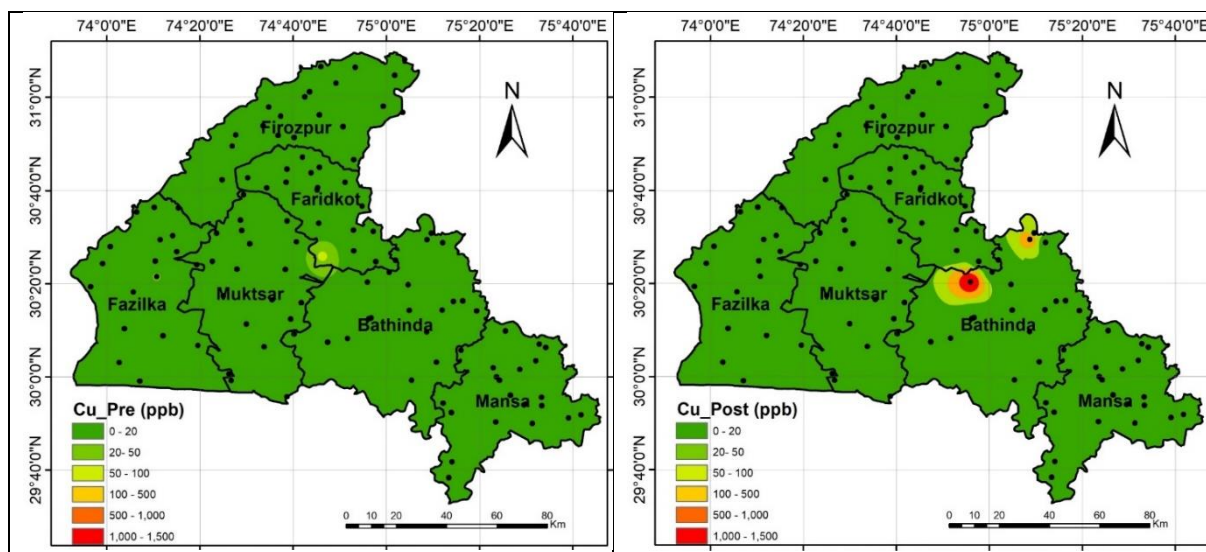 74°0'0"E 74°20'0"E 74°40'0"E 75°0'0"E 75°20'0"E 75°40'0"E
N
31°0'0"N
Firozpur
30°40'0"N
Faridkot
30°20'0"N
Fazilka
Muktsar
Bathinda
30°0'0"N
Mansa
Cu_Pre (ppb)
0 - 20
20- 50
29°40'0"N
50 - 100
100 - 500
500 - 1,000
1,000 - 1,500
0 10 20 40 60 80
Km
74°0'0"E 74°20'0"E 74°40'0"E 75°0'0"E 75°20'0"E 75°40'0"E
N
31°0'0"N
Firozpur
30°40'0"N
Faridkot
30°20'0"N
Fazilka
Muktsar
Bathinda
30°0'0"N
Mansa
Cu_Post (ppb)
0 - 20
20- 50
29°40'0"N
50 - 100
100 - 500
500 - 1,000
1,000 - 1,500
0 10 20 40 60 80
Km